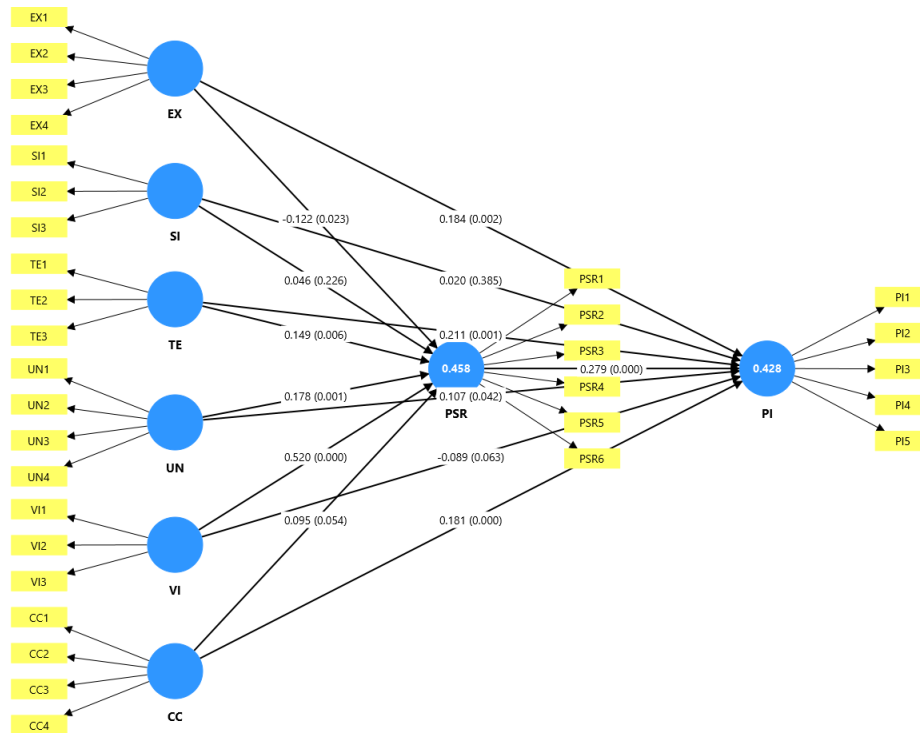 EX1
EX2
EX3
EX4
EX
SI1
SI2
SI3
SI
TE1
TE2
TE3
TE
UN1
UN2
UN3
UN4
UN
VI1
VI2
VI3
VI
CC1
CC2
CC3
CC4
CC
-0.122 (0.023)
0.184 (0.002)
0.046 (0.226)
0.020 (0.385)
0.149 (0.006)
0.211 (0.001)
0.178 (0.001)
0.107 (0.042)
0.520 (0.000)
-0.089 (0.063)
0.095 (0.054)
0.181 (0.000)
0.458
PSR
0.279 (0.000)
PSR1
PSR2
PSR3
PSR4
PSR5
PSR6
0.428
PI
PI1
PI2
PI3
PI4
PI5